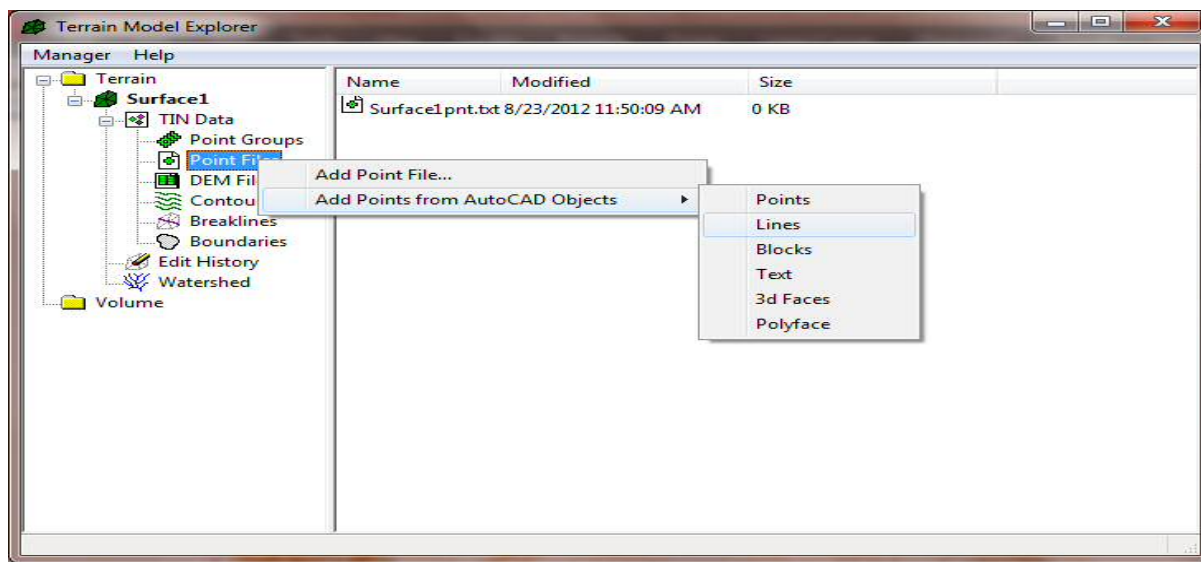 Terrain Model Explorer
Manager Help
Terrain
Surface1
TIN Data
Point Groups
Point Fil
DEM Fil
Contou
Breaklines
Boundaries
Edit History
Watershed
Volume
Name Modified Size
Surface1pnt.txt 8/23/2012 11:50:09 AM 0 KB
Add Point File...
Add Points from AutoCAD Objects
Points
Lines
Blocks
Text
3d Faces
Polyface